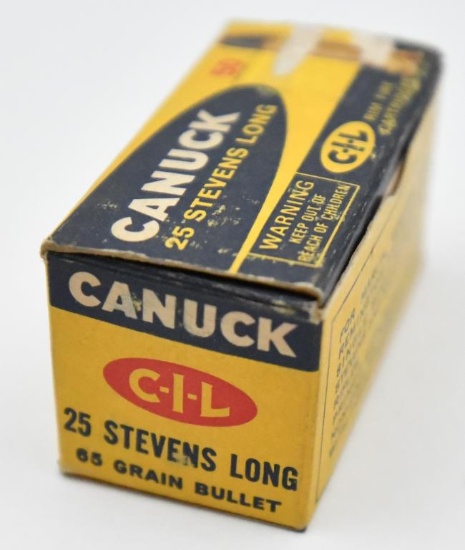 50
CANUCK
25 STEVENS LONG
C-I-L
RIM FIRE
CARTRIDGES
WARNING
KEEP OUT OF
REACH OF CHILDREN
CANUCK
C-I-L
25 STEVENS LONG
65 GRAIN BULLET
FOR